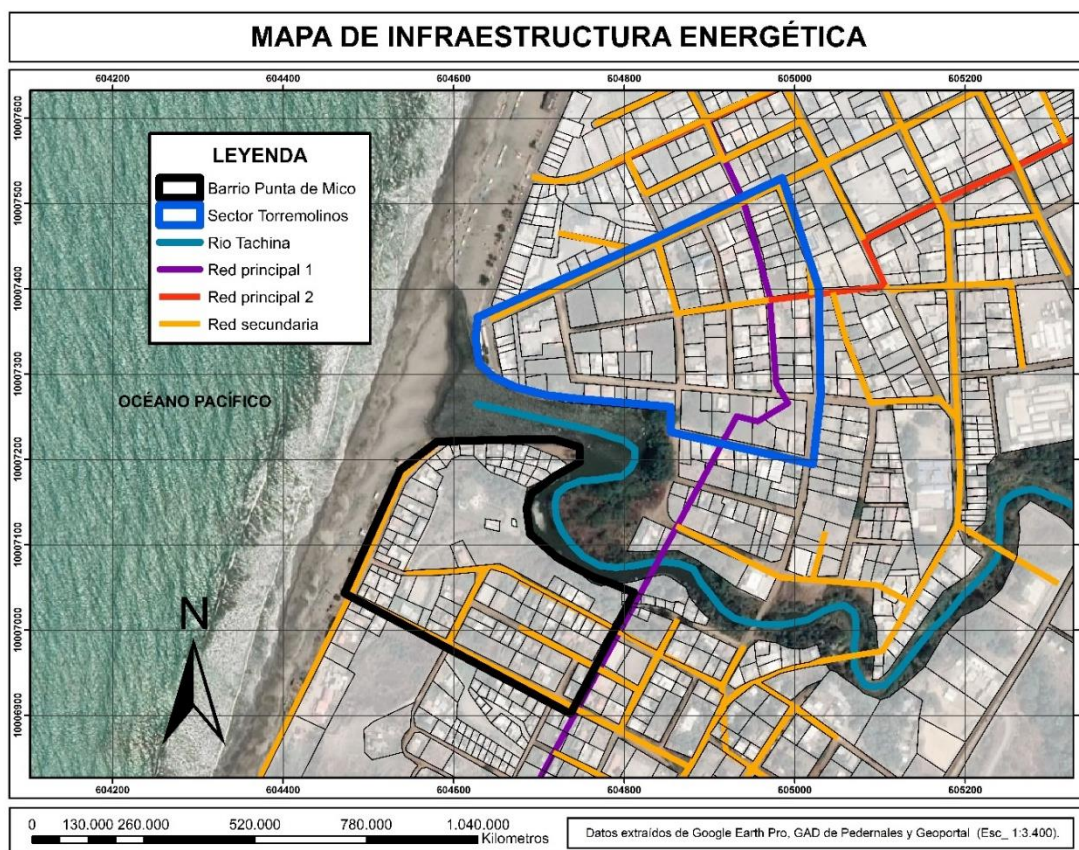 MAPA DE INFRAESTRUCTURA ENERGÉTICA
604200 604400 604600 604800 605000 605200
10007600
10007500
10007400
10007300
10007200
10007100
10007000
10006900
LEYENDA
Barrio Punta de Mico
Sector Torremolinos
Rio Tachina
Red principal 1
Red principal 2
Red secundaria
OCÉANO PACÍFICO
N
604200 604400 604600 604800 605000 605200
0 130.000 260.000 520.000 780.000 1.040.000
Kilometros
Datos extraídos de Google Earth Pro, GAD de Pedernales y Geoportal (Esc_ 1:3.400).